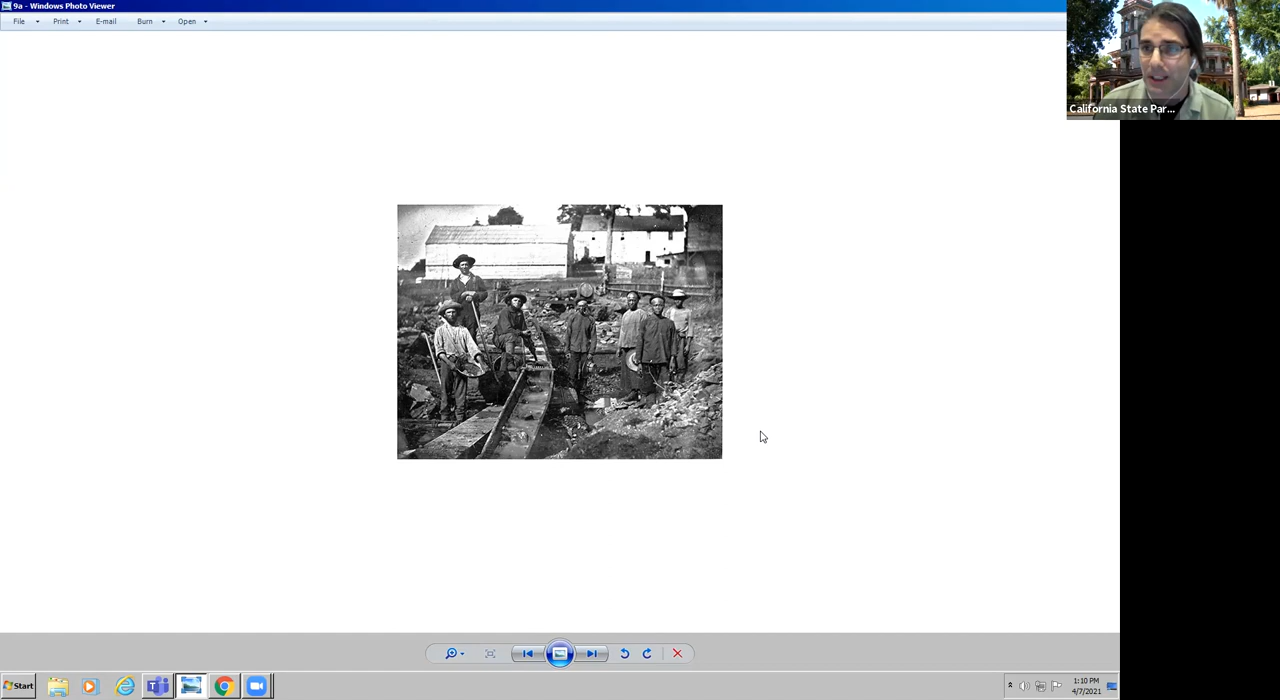 9a - Windows Photo Viewer
File Print E-mail Burn Open
California State Par...
Start
1:10 PM
4/7/2021